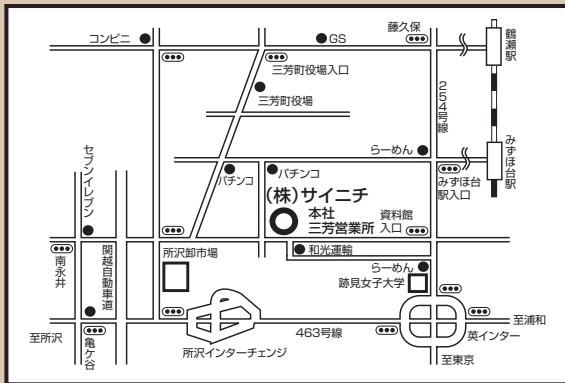 コンビニ
GS
藤久保
鶴瀬駅
三芳町役場入口
三芳町役場
254号線
セブンイレブン
らーめん
みずほ台駅
パチンコ
パチンコ
みずほ台
駅入口
(株)サイニチ
本社
三芳営業所
資料館
入口
南永井
関越自動車道
所沢卸市場
和光運輸
らーめん
跡見女子大学
至所沢
亀ケ谷
463号線
至浦和
英インター
所沢インターチェンジ
至東京